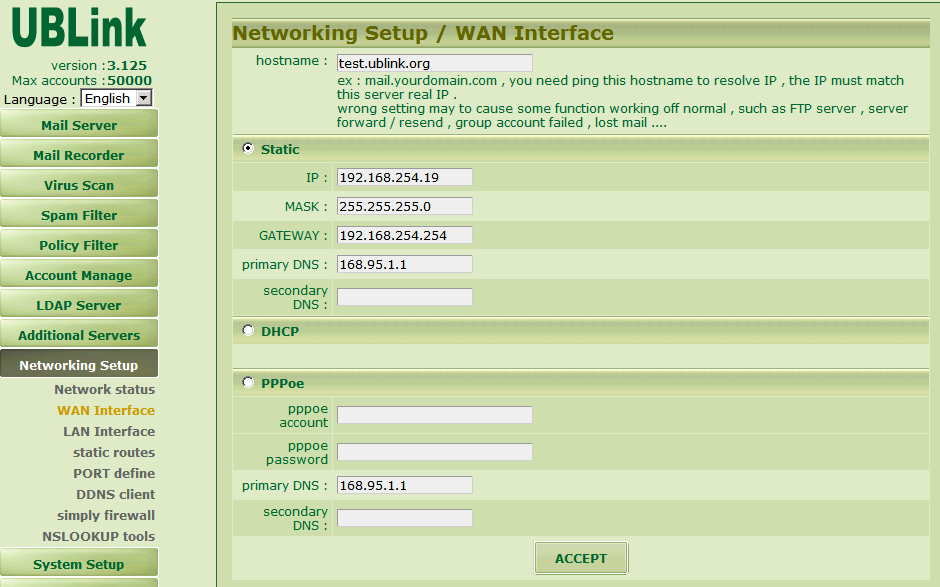 UBLink
version :3.125
Max accounts :50000
Language : English
Mail Server
Mail Recorder
Virus Scan
Spam Filter
Policy Filter
Account Manage
LDAP Server
Additional Servers
Networking Setup
Network status
WAN Interface
LAN Interface
static routes
PORT define
DDNS client
simply firewall
NSLOOKUP tools
System Setup
Networking Setup / WAN Interface
hostname : test.ublink.org
ex : mail.yourdomain.com , you need ping this hostname to resolve IP , the IP must match
this server real IP .
wrong setting may to cause some function working off normal , such as FTP server , server
forward / resend , group account failed , lost mail ....
Static
IP : 192.168.254.19
MASK : 255.255.255.0
GATEWAY : 192.168.254.254
primary DNS : 168.95.1.1
secondary
DNS :
DHCP
PPPoe
pppoe
account
pppoe
password
primary DNS : 168.95.1.1
secondary
DNS :
ACCEPT